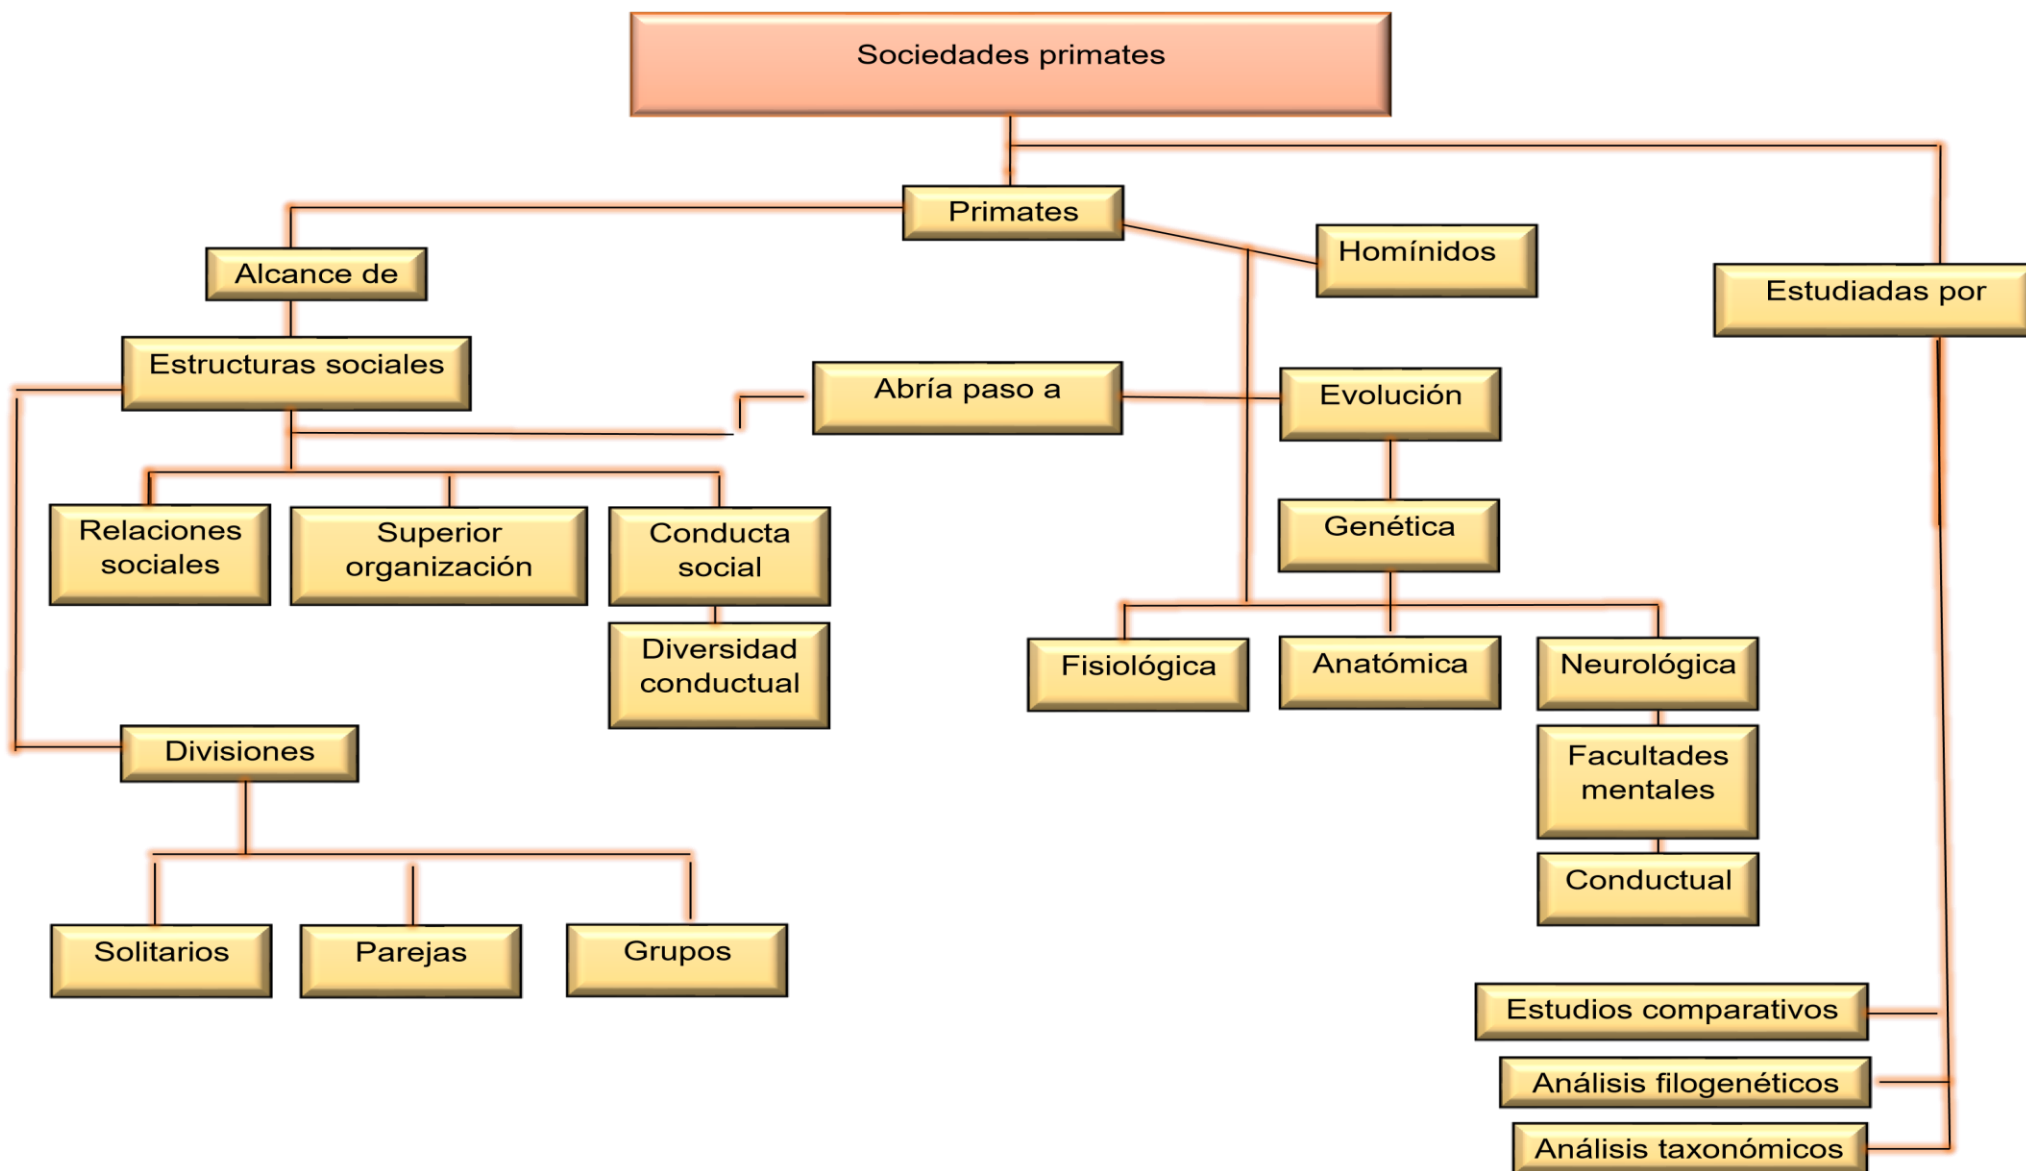 Sociedades primates
Primates
Homínidos
Alcance de
Estudiadas por
Estructuras sociales
Abría paso a
Evolución
Relaciones
sociales
Superior
organización
Conducta
social
Genética
Diversidad
conductual
Fisiológica
Anatómica
Neurológica
Divisiones
Facultades
mentales
Conductual
Solitarios
Parejas
Grupos
Estudios comparativos
Análisis filogenéticos
Análisis taxonómicos